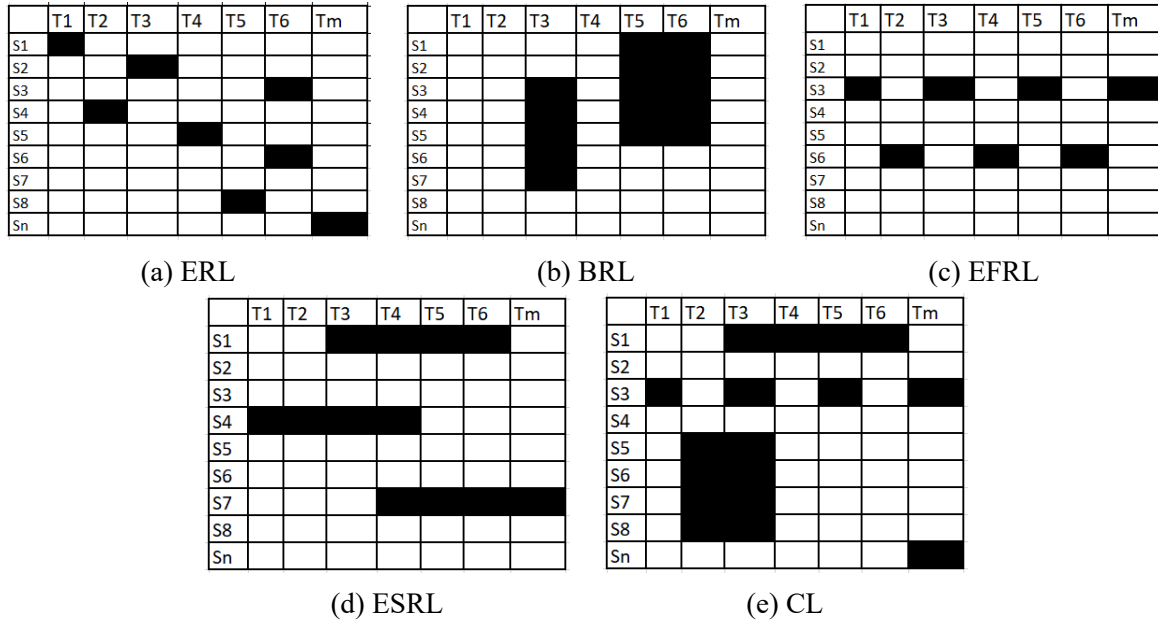 T1 T2 T3 T4 T5 T6 Tm
S1
S2
S3
S4
S5
S6
S7
S8
Sn
(a) ERL
T1 T2 T3 T4 T5 T6 Tm
S1
S2
S3
S4
S5
S6
S7
S8
Sn
(b) BRL
T1 T2 T3 T4 T5 T6 Tm
S1
S2
S3
S4
S5
S6
S7
S8
Sn
(c) EFRL
T1 T2 T3 T4 T5 T6 Tm
S1
S2
S3
S4
S5
S6
S7
S8
Sn
(d) ESRL
T1 T2 T3 T4 T5 T6 Tm
S1
S2
S3
S4
S5
S6
S7
S8
Sn
(e) CL